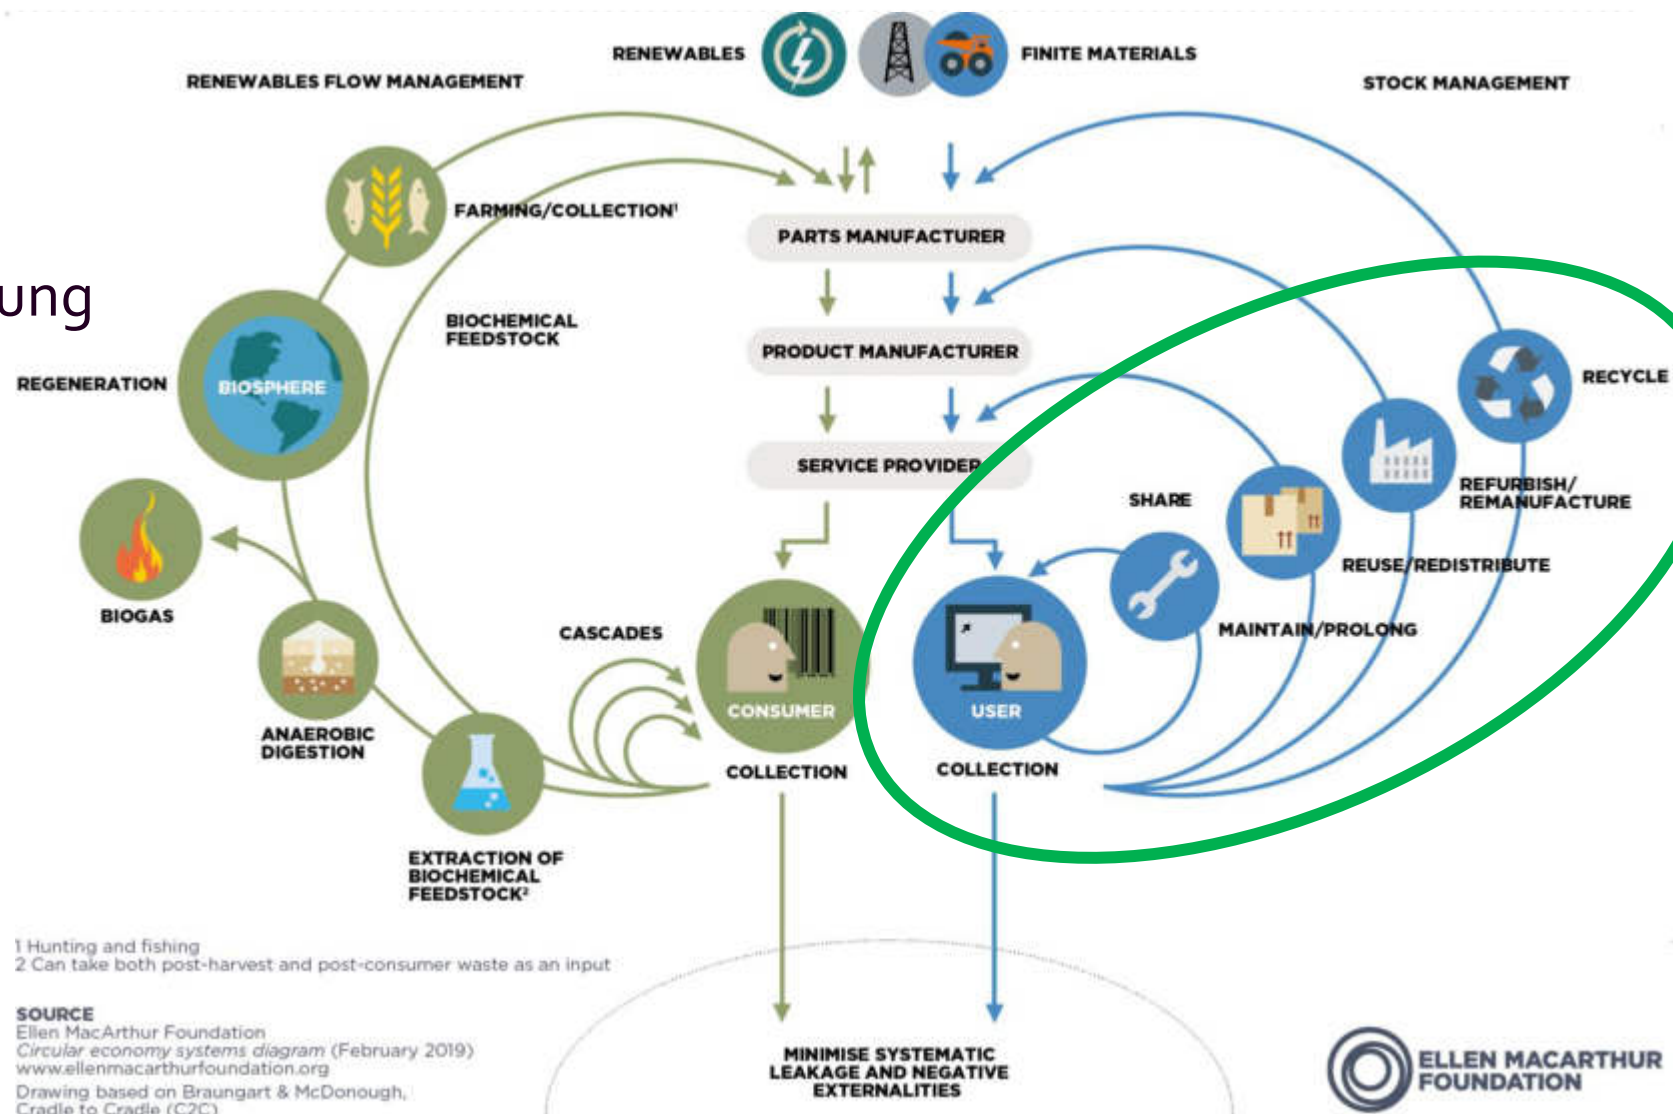 RENEWABLES
FINITE MATERIALS
RENEWABLES FLOW MANAGEMENT
STOCK MANAGEMENT
FARMING/COLLECTION¹
PARTS MANUFACTURER
ung
BIOCHEMICAL
FEEDSTOCK
PRODUCT MANUFACTURER
REGENERATION
BIOSPHERE
RECYCLE
SERVICE PROVIDER
SHARE
REFURBISH/
REMANUFACTURE
REUSE/REDISTRIBUTE
BIOGAS
CASCADES
MAINTAIN/PROLONG
CONSUMER
USER
ANAEROBIC
DIGESTION
COLLECTION
COLLECTION
EXTRACTION OF
BIOCHEMICAL
FEEDSTOCK²
1 Hunting and fishing
2 Can take both post-harvest and post-consumer waste as an input
SOURCE
Ellen MacArthur Foundation
Circular economy systems diagram (February 2019)
www.ellenmacarthurfoundation.org
Drawing based on Braungart & McDonough,
Cradle to Cradle (C2C)
MINIMISE SYSTEMATIC
LEAKAGE AND NEGATIVE
EXTERNALITIES
ELLEN MACARTHUR
FOUNDATION